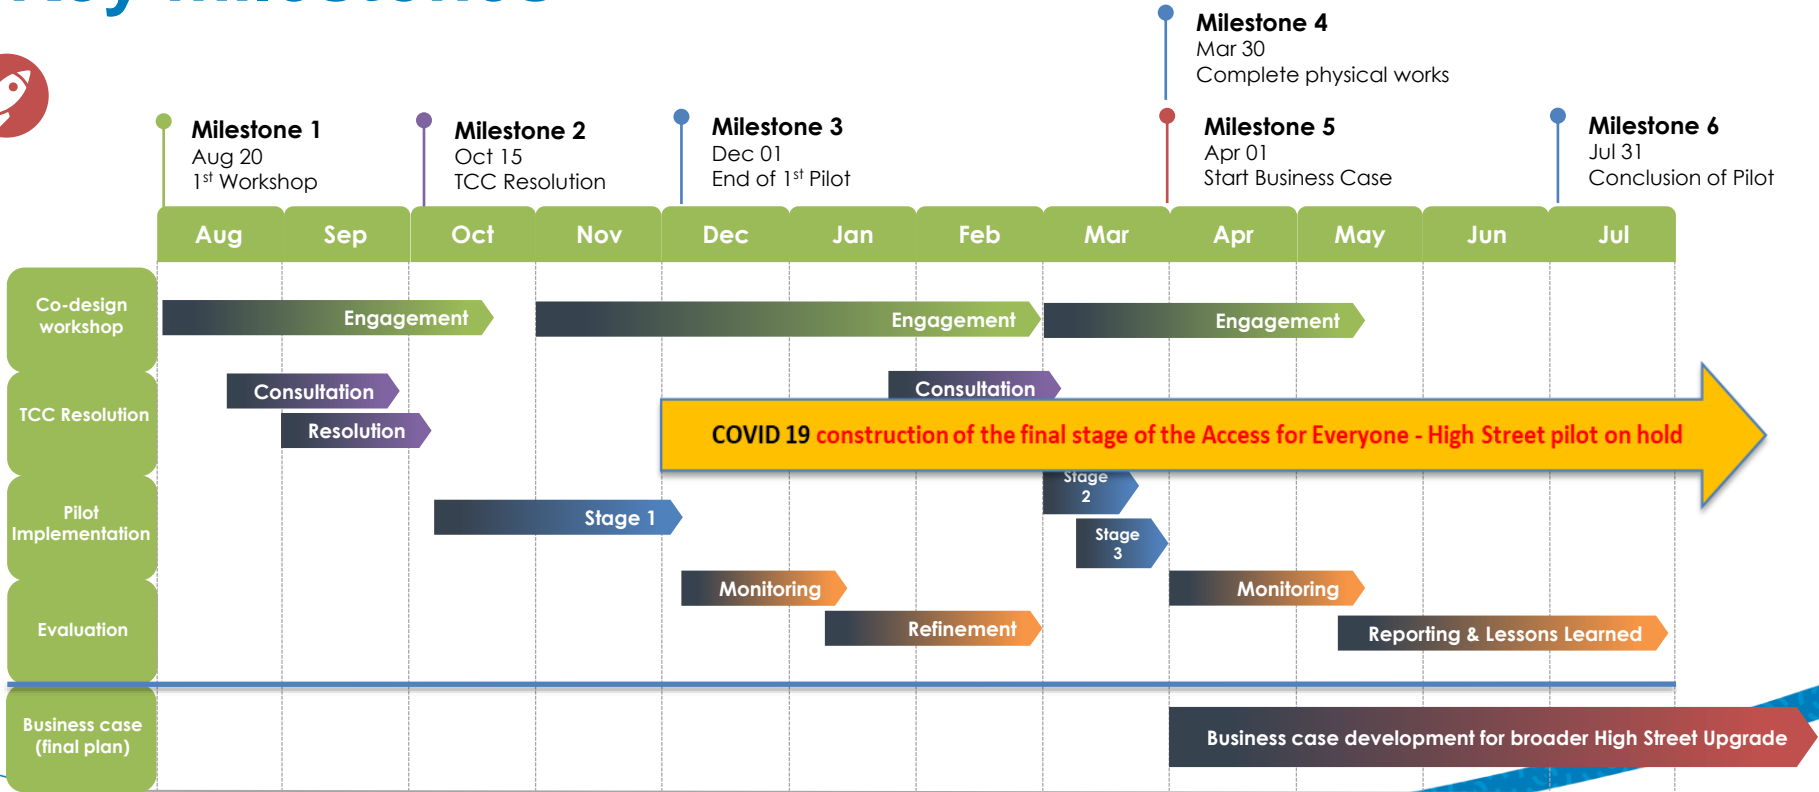 Key Milestones
Milestone 4
Mar 30
Complete physical works
Milestone 1
Aug 20
1st Workshop
Milestone 2
Oct 15
TCC Resolution
Milestone 3
Dec 01
End of 1st Pilot
Milestone 5
Apr 01
Start Business Case
Milestone 6
Jul 31
Conclusion of Pilot
Aug Sep Oct Nov Dec Jan Feb Mar Apr May Jun Jul
Co-design
workshop
Engagement
Engagement
Engagement
TCC Resolution
Consultation
Resolution
Consultation
COVID 19 construction of the final stage of the Access for Everyone - High Street pilot on hold
Pilot
Implementation
Stage 1
Stage
2
Stage
3
Evaluation
Monitoring
Refinement
Monitoring
Reporting & Lessons Learned
Business case
(final plan)
Business case development for broader High Street Upgrade